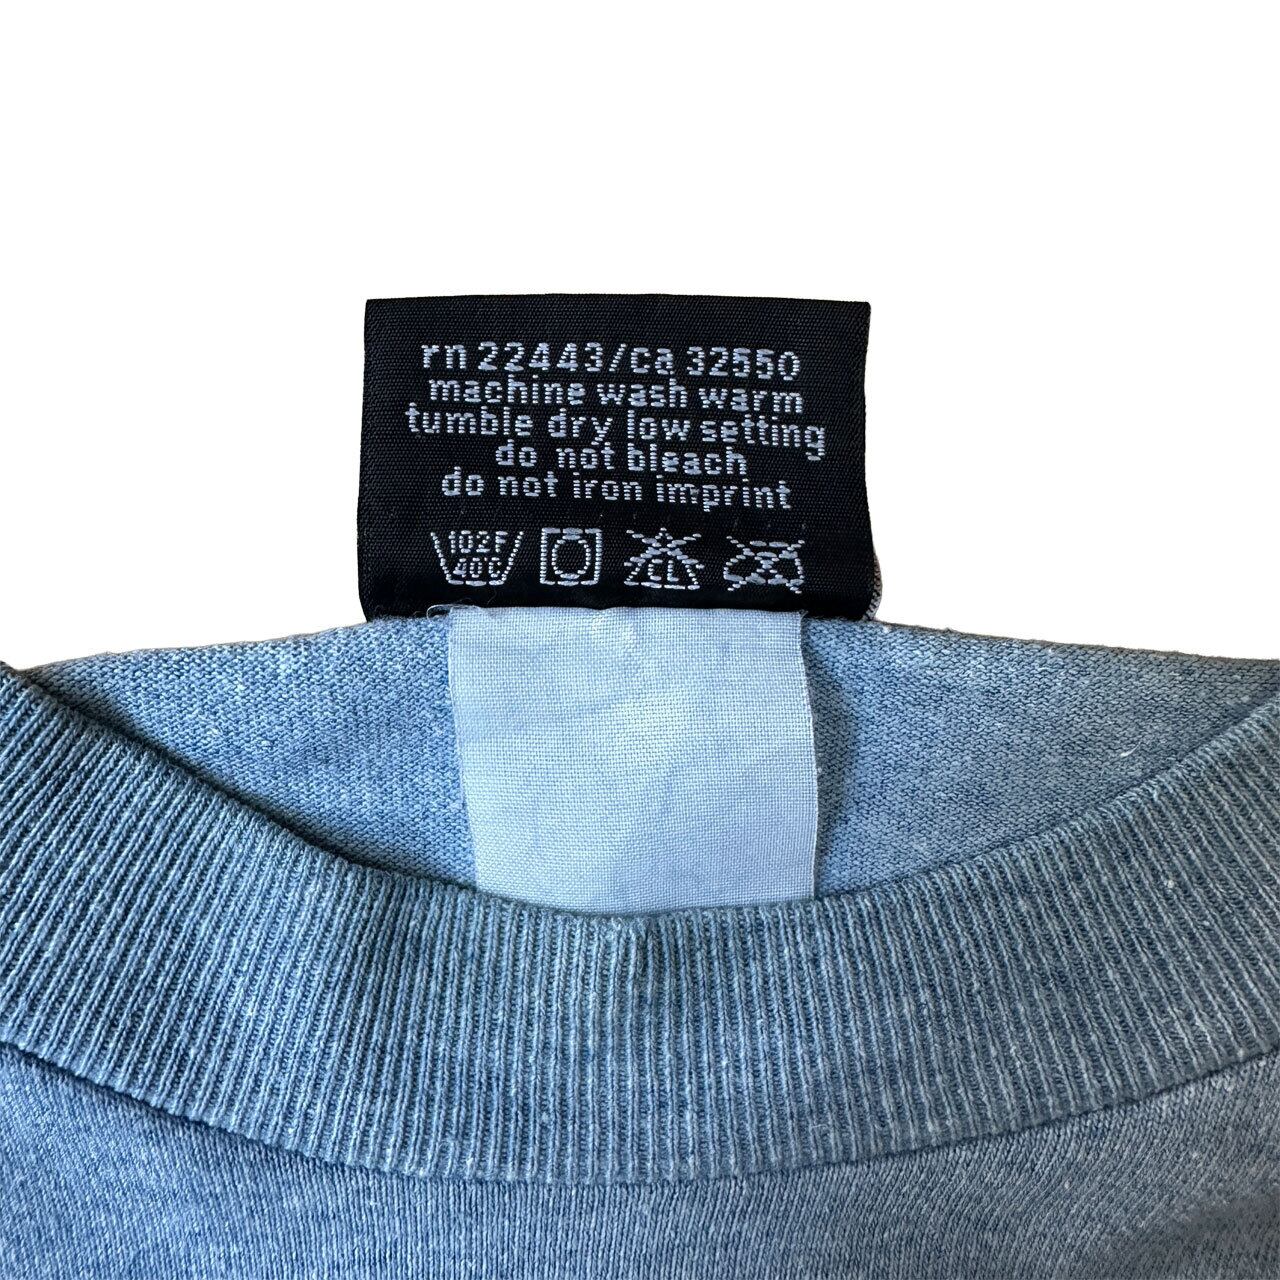 rn 22443/ca 32550
machine wash warm
tumble dry low setting
do not bleach
do not iron imprint
102F
40°C
CL